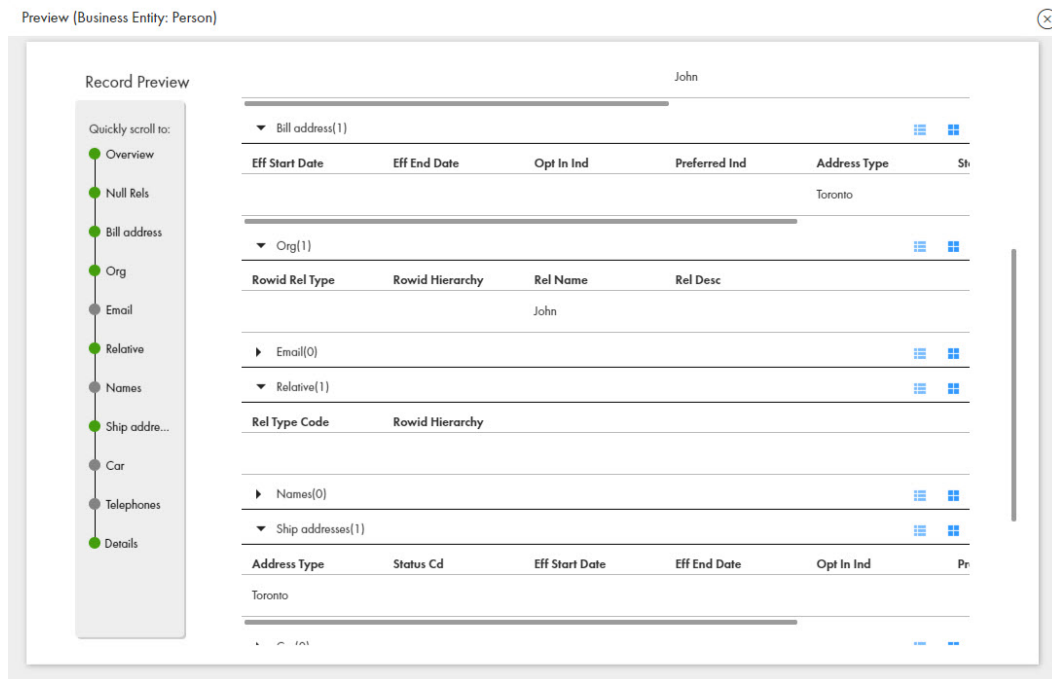 Preview (Business Entity: Person)
Record Preview
Quickly scroll to:
Overview
Null Rels
Bill address
Org
Email
Relative
Names
Ship addre...
Car
Telephones
Details
John
Bill address(1)
Eff Start Date Eff End Date Opt In Ind Preferred Ind Address Type
Toronto
Org(1)
Rowid Rel Type Rowid Hierarchy Rel Name Rel Desc
John
Email(0)
Relative(1)
Rel Type Code Rowid Hierarchy
Names(0)
Ship addresses(1)
Address Type Status Cd Eff Start Date Eff End Date Opt In Ind
Toronto